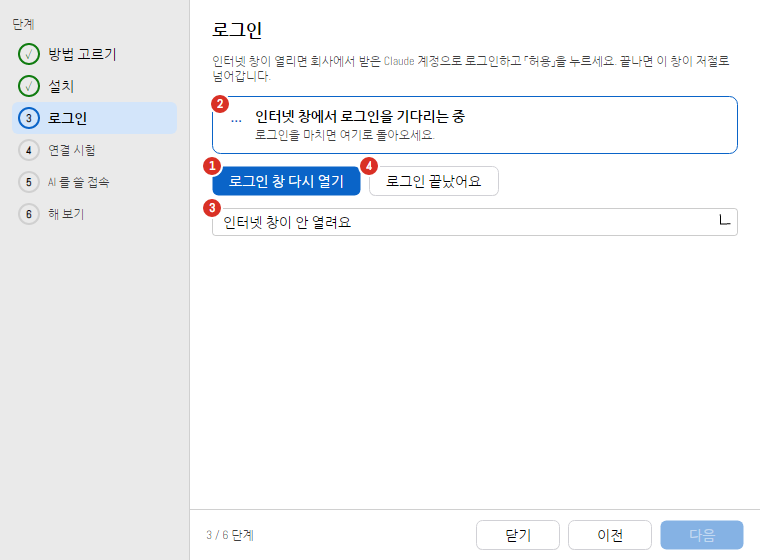 단계
방법 고르기
설치
3 로그인
4 연결 시험
5 AI 를 쓸 접속
6 해 보기
로그인
인터넷 창이 열리면 회사에서 받은 Claude 계정으로 로그인하고 「허용」을 누르세요. 끝나면 이 창이 저절로
넘어갑니다.
2
... 인터넷 창에서 로그인을 기다리는 중
로그인을 마치면 여기로 돌아오세요.
1 로그인 창 다시 열기
4 로그인 끝났어요
3 인터넷 창이 안 열려요
3 / 6 단계
닫기
이전
다음